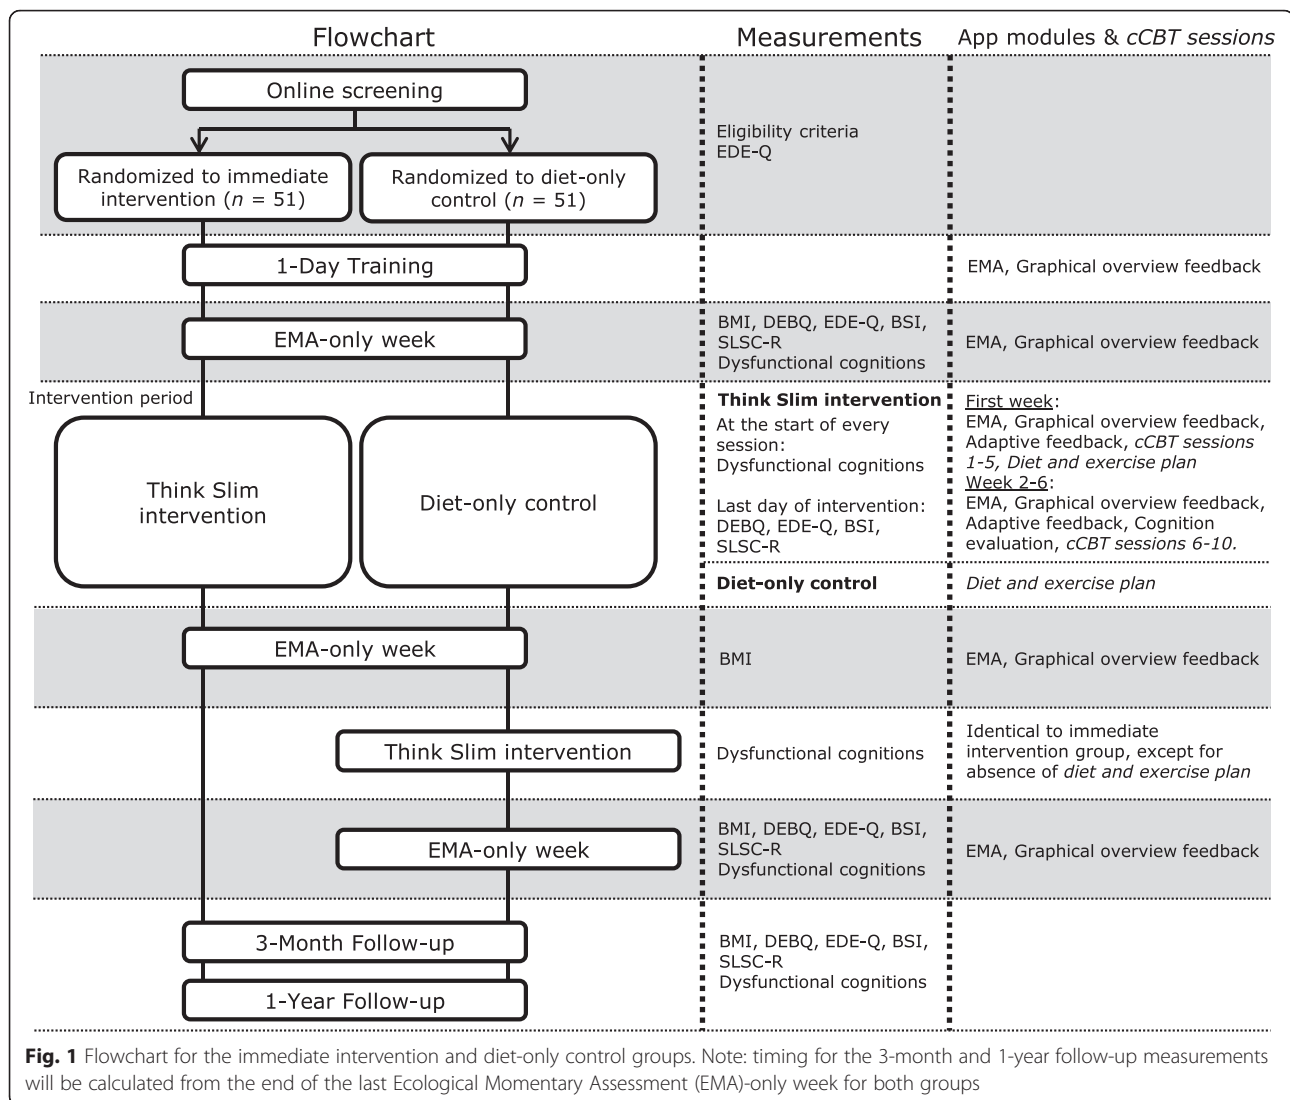 Flowchart
Measurements
App modules & cCBT sessions
Online screening
Randomized to immediate
intervention (n = 51)
Randomized to diet-only
control (n = 51)
Eligibility criteria
EDE-Q
1-Day Training
EMA, Graphical overview feedback
EMA-only week
BMI, DEBQ, EDE-Q, BSI,
SLSC-R
Dysfunctional cognitions
EMA, Graphical overview feedback
Intervention period
Think Slim
intervention
Diet-only control
Think Slim intervention
At the start of every
session:
Dysfunctional cognitions
Last day of intervention:
DEBQ, EDE-Q, BSI,
SLSC-R
First week:
EMA, Graphical overview feedback,
Adaptive feedback, cCBT sessions
1-5, Diet and exercise plan
Week 2-6:
EMA, Graphical overview feedback,
Adaptive feedback, Cognition
evaluation, cCBT sessions 6-10.
Diet-only control
Diet and exercise plan
EMA-only week
BMI
EMA, Graphical overview feedback
Think Slim intervention
Dysfunctional cognitions
Identical to immediate
intervention group, except for
absence of diet and exercise plan
EMA-only week
BMI, DEBQ, EDE-Q, BSI,
SLSC-R
Dysfunctional cognitions
EMA, Graphical overview feedback
3-Month Follow-up
1-Year Follow-up
BMI, DEBQ, EDE-Q, BSI,
SLSC-R
Dysfunctional cognitions
Fig. 1 Flowchart for the immediate intervention and diet-only control groups. Note: timing for the 3-month and 1-year follow-up measurements
will be calculated from the end of the last Ecological Momentary Assessment (EMA)-only week for both groups